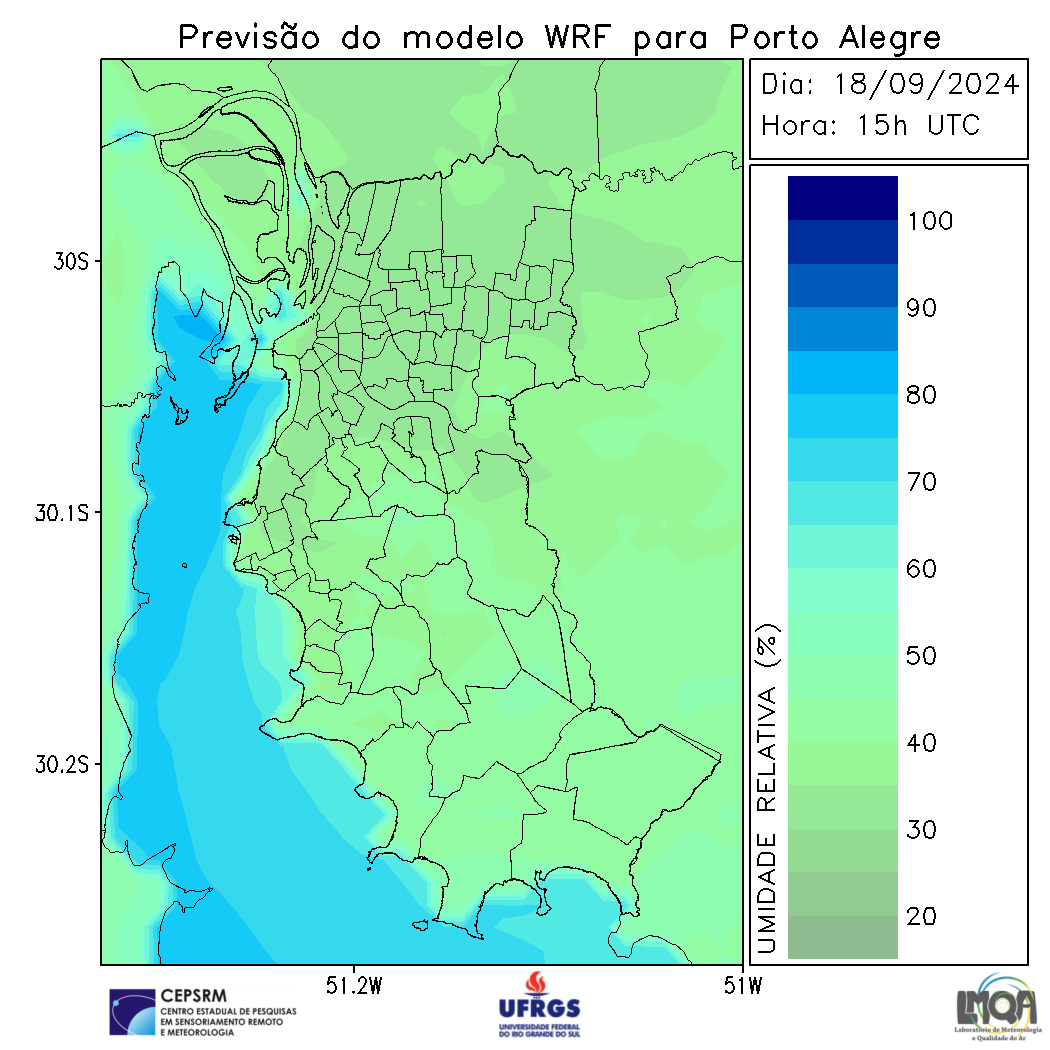 Previsão do modelo WRF para Porto Alegre
Dia: 18/09/2024
Hora: 15h UTC
100
90
80
70
60
50
40
30
20
UMIDADE RELATIVA (%)
30S
30.1S
30.2S
51.2W
51W
CEPSRM
CENTRO ESTADUAL DE PESQUISAS
EM SENSORIAMENTO REMOTO
E METEOROLOGIA
UFRGS
UNIVERSIDADE FEDERAL
DO RIO GRANDE DO SUL
LMQA
Laboratório de Meteorologia
e Qualidade do Ar